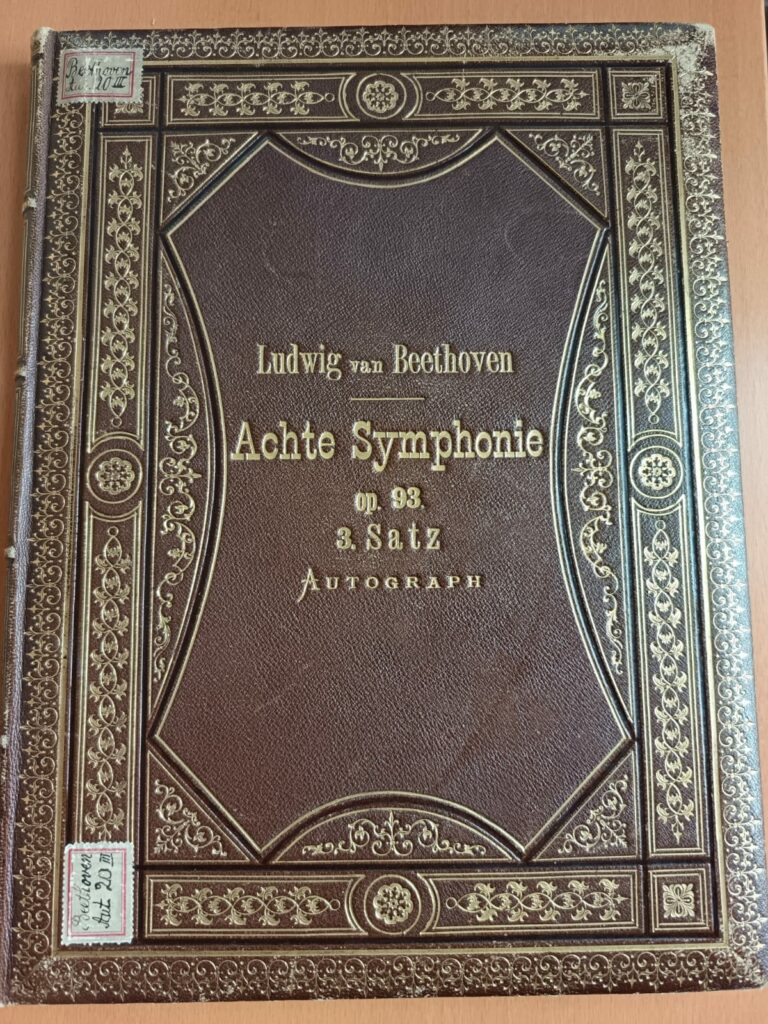 Beethoven
Aut. 20 III
Ludwig van Beethoven
Achte Symphonie
op. 93.
3. Satz
AUTOGRAPH
Beethoven
Aut. 20 III